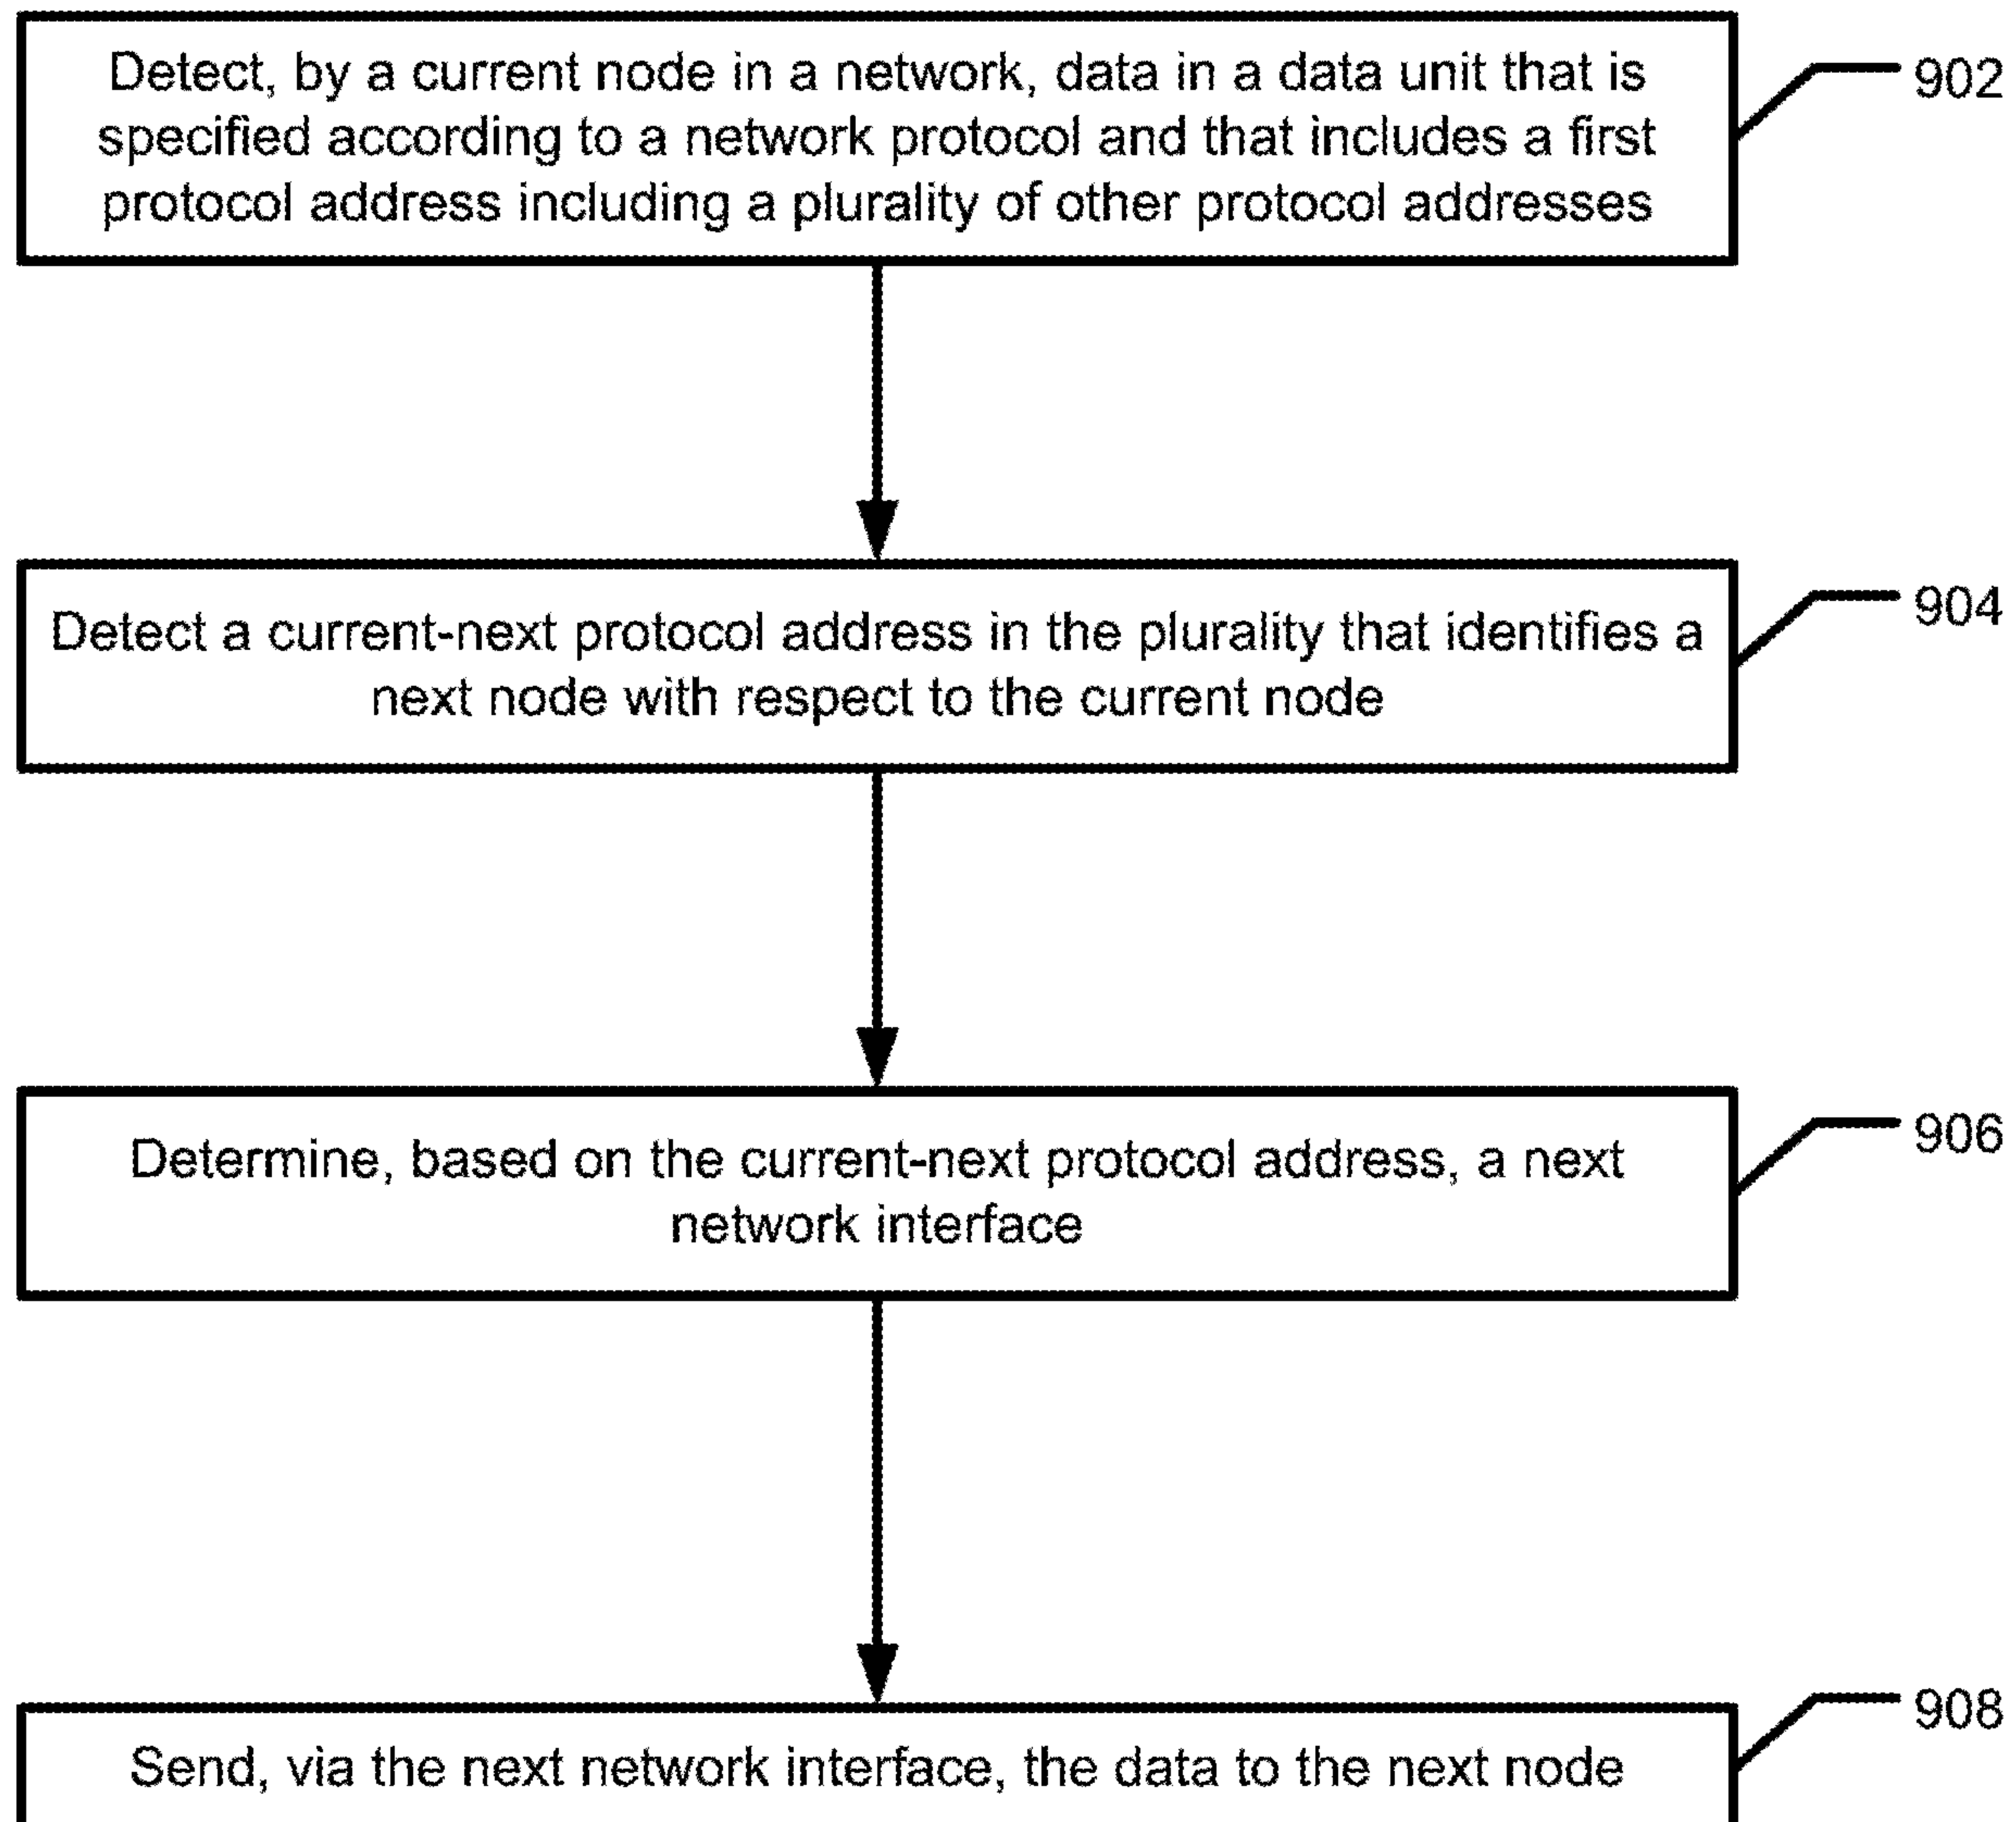 Detect, by a current node in a network, data in a data unit that is
specified according to a network protocol and that includes a first
protocol address including a plurality of other protocol addresses
902
Detect a current-next protocol address in the plurality that identifies a
next node with respect to the current node
904
Determine, based on the current-next protocol address, a next
network interface
906
Send, via the next network interface, the data to the next node
908